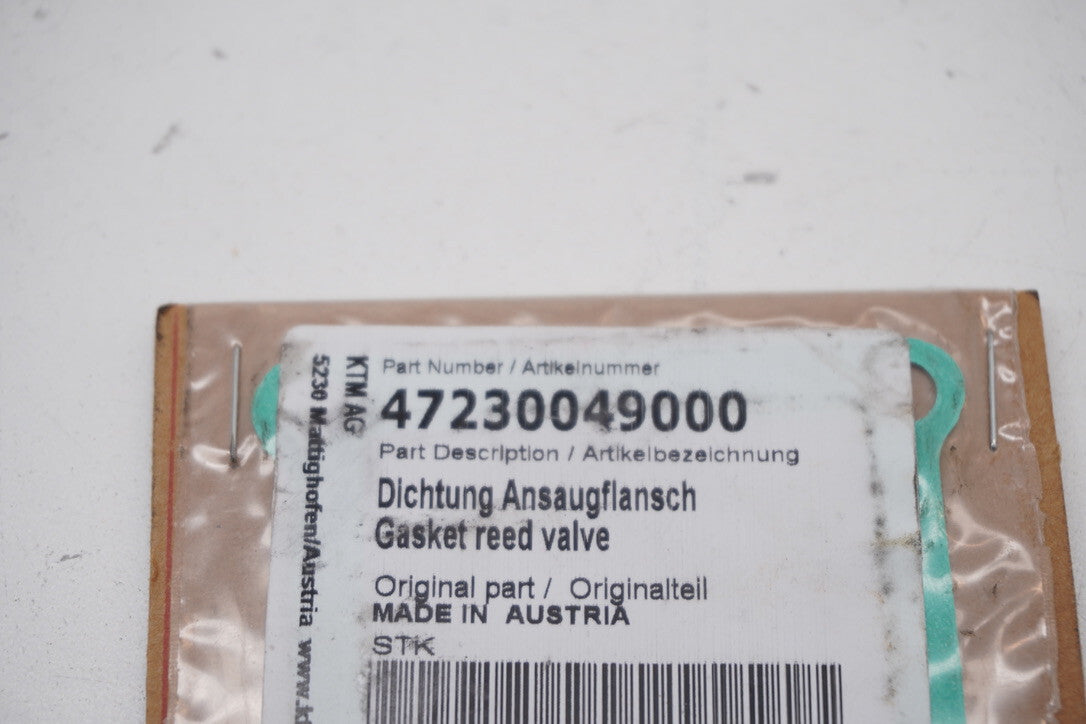 Part Number / Artikelnummer
47230049000
Part Description / Artikelbezeichnung
Dichtung Ansaugflansch
Gasket reed valve
Original part / Originalteil
MADE IN AUSTRIA
STK
KTM AG
5230 Mattighofen/Austria